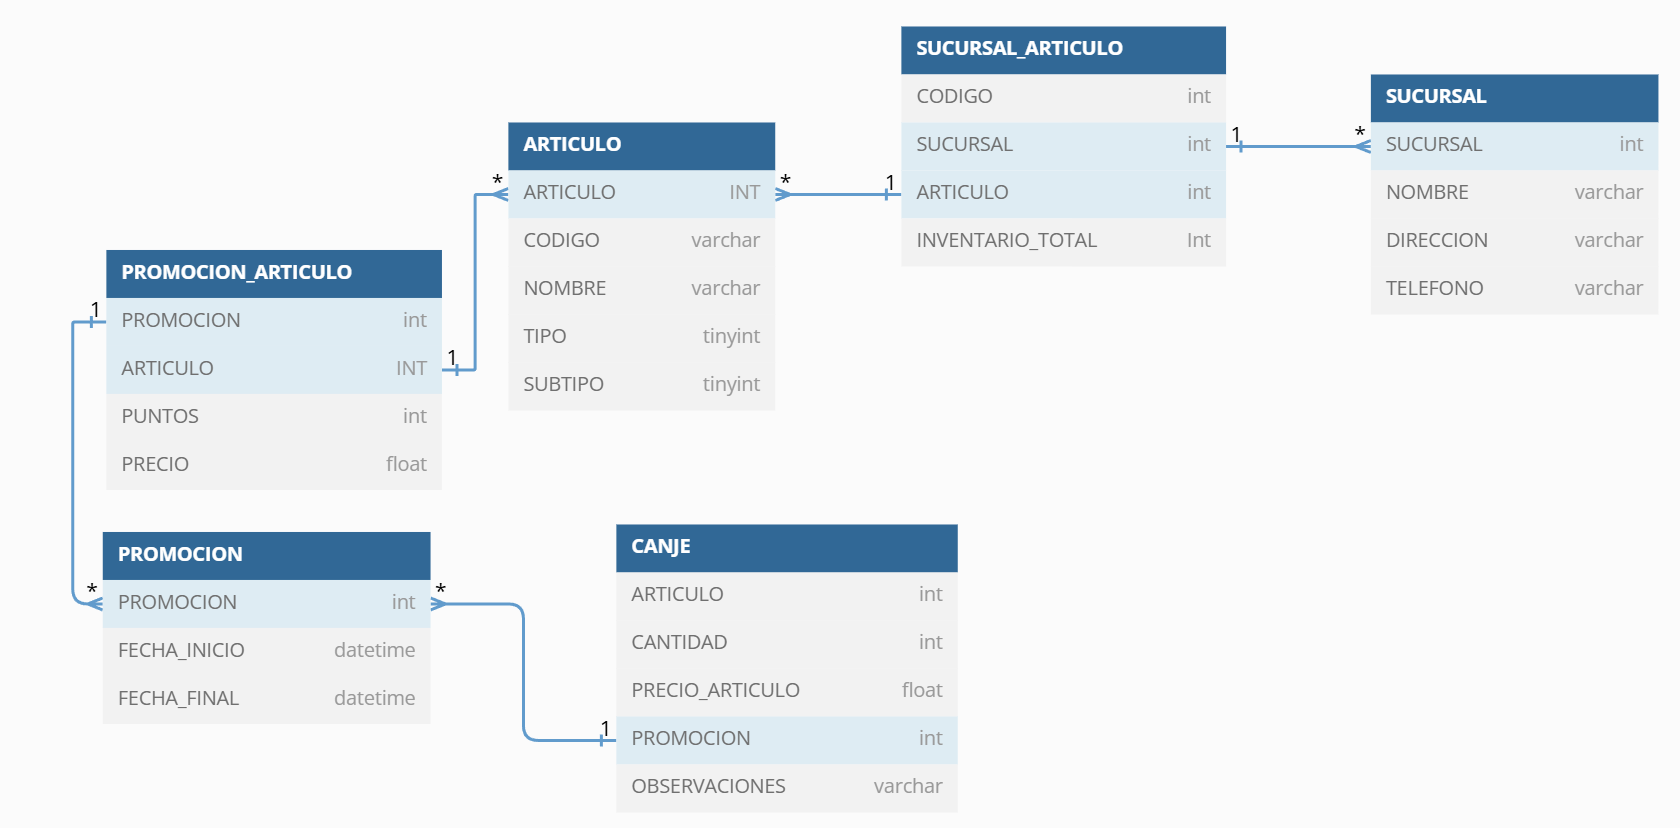 SUCURSAL_ARTICULO
CODIGO int
SUCURSAL int
ARTICULO int
INVENTARIO_TOTAL Int
1
*
1
SUCURSAL
SUCURSAL int
NOMBRE varchar
DIRECCION varchar
TELEFONO varchar
ARTICULO
ARTICULO INT
CODIGO varchar
NOMBRE varchar
TIPO tinyint
SUBTIPO tinyint
*
*
PROMOCION_ARTICULO
PROMOCION int
ARTICULO INT
PUNTOS int
PRECIO float
1
1
PROMOCION
PROMOCION int
FECHA_INICIO datetime
FECHA_FINAL datetime
*
*
CANJE
ARTICULO int
CANTIDAD int
PRECIO_ARTICULO float
PROMOCION int
OBSERVACIONES varchar
1